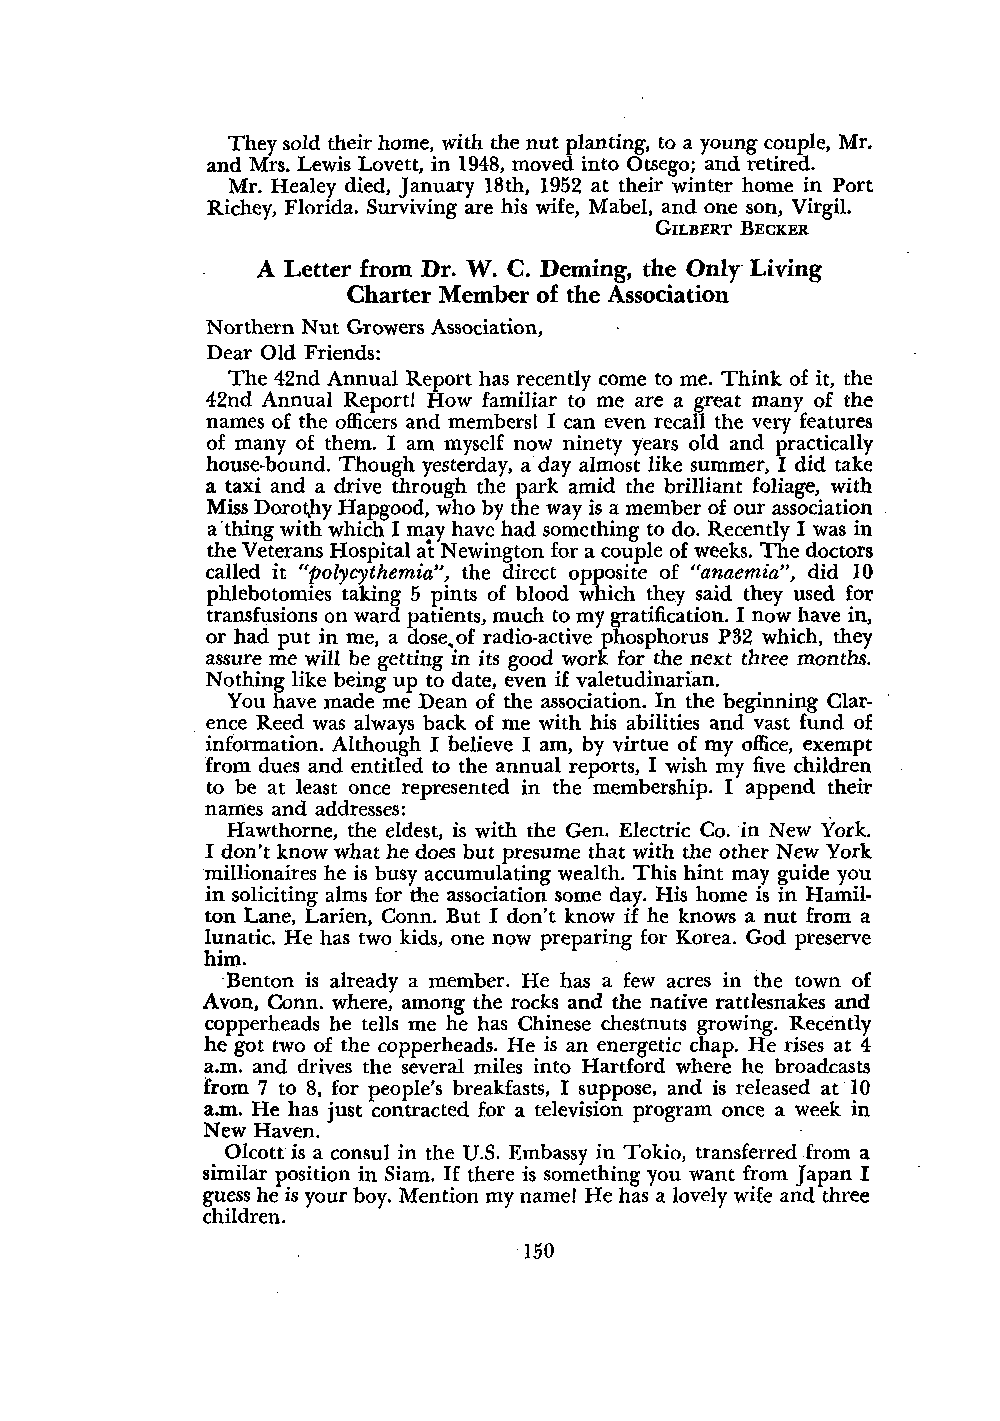 They sold their home, with the nut planting, to a young couple, Mr.
and Mrs. Lewis Lovett, in 1948, moved into Otsego; and retired.
Mr. Healey died, January 18th, 1952 at their winter home in Port
Richey, Florida. Surviving are his wife, Mabel, and one son, Virgil.
GILBERT BECKER
A Letter from Dr. W. C. Deming, the Only Living
Charter Member of the Association
Northern Nut Growers Association,
Dear Old Friends:
The 42nd Annual Report has recently come to me. Think of it, the
42nd Annual Report! How familiar to me are a great many of the
names of the officers and members! I can even recall the very features
of many of them. I am myself now ninety years old and practically
house-bound. Though yesterday, a day almost like summer, I did take
a taxi and a drive through the park amid the brilliant foliage, with
Miss Dorothy Hapgood, who by the way is a member of our association
a thing with which I may have had something to do. Recently I was in
the Veterans Hospital at Newington for a couple of weeks. The doctors
called it "polycythemia", the direct opposite of "anaemia", did 10
phlebotomies taking 5 pints of blood which they said they used for
transfusions on ward patients, much to my gratification. I now have in,
or had put in me, a dose of radio-active phosphorus P32 which, they
assure me will be getting in its good work for the next three months.
Nothing like being up to date, even if valetudinarian.
You have made me Dean of the association. In the beginning Clar-
ence Reed was always back of me with his abilities and vast fund of
information. Although I believe I am, by virtue of my office, exempt
from dues and entitled to the annual reports, I wish my five children
to be at least once represented in the membership. I append their
names and addresses:
Hawthorne, the eldest, is with the Gen. Electric Co. in New York.
I don't know what he does but presume that with the other New York
millionaires he is busy accumulating wealth. This hint may guide you
in soliciting alms for the association some day. His home is in Hamil-
ton Lane, Larien, Conn. But I don't know if he knows a nut from a
lunatic. He has two kids, one now preparing for Korea. God preserve
him.
Benton is already a member. He has a few acres in the town of
Avon, Conn. where, among the rocks and the native rattlesnakes and
copperheads he tells me he has Chinese chestnuts growing. Recently
he got two of the copperheads. He is an energetic chap. He rises at 4
a.m. and drives the several miles into Hartford where he broadcasts
from 7 to 8, for people's breakfasts, I suppose, and is released at 10
a.m. He has just contracted for a television program once a week in
New Haven.
Olcott is a consul in the U.S. Embassy in Tokio, transferred from a
similar position in Siam. If there is something you want from Japan I
guess he is your boy. Mention my name! He has a lovely wife and three
children.
150